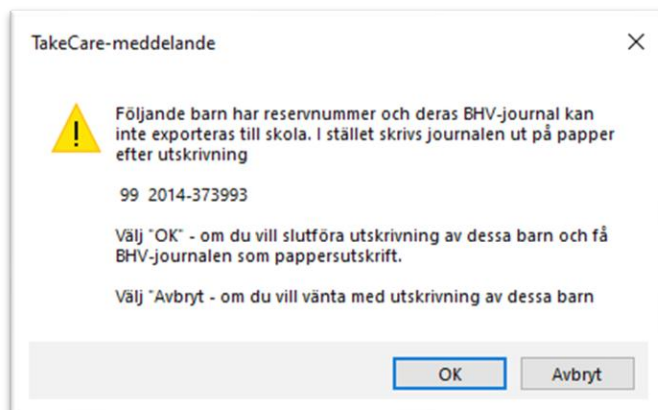 TakeCare-meddelande
Följande barn har reservnummer och deras BHV-journal kan
inte exporteras till skola. I stället skrivs journalen ut på papper
efter utskrivning
99 2014-373993
Välj "OK" - om du vill slutföra utskrivning av dessa barn och få
BHV-journalen som pappersutskrift.
Välj "Avbryt - om du vill vänta med utskrivning av dessa barn
OK
Avbryt